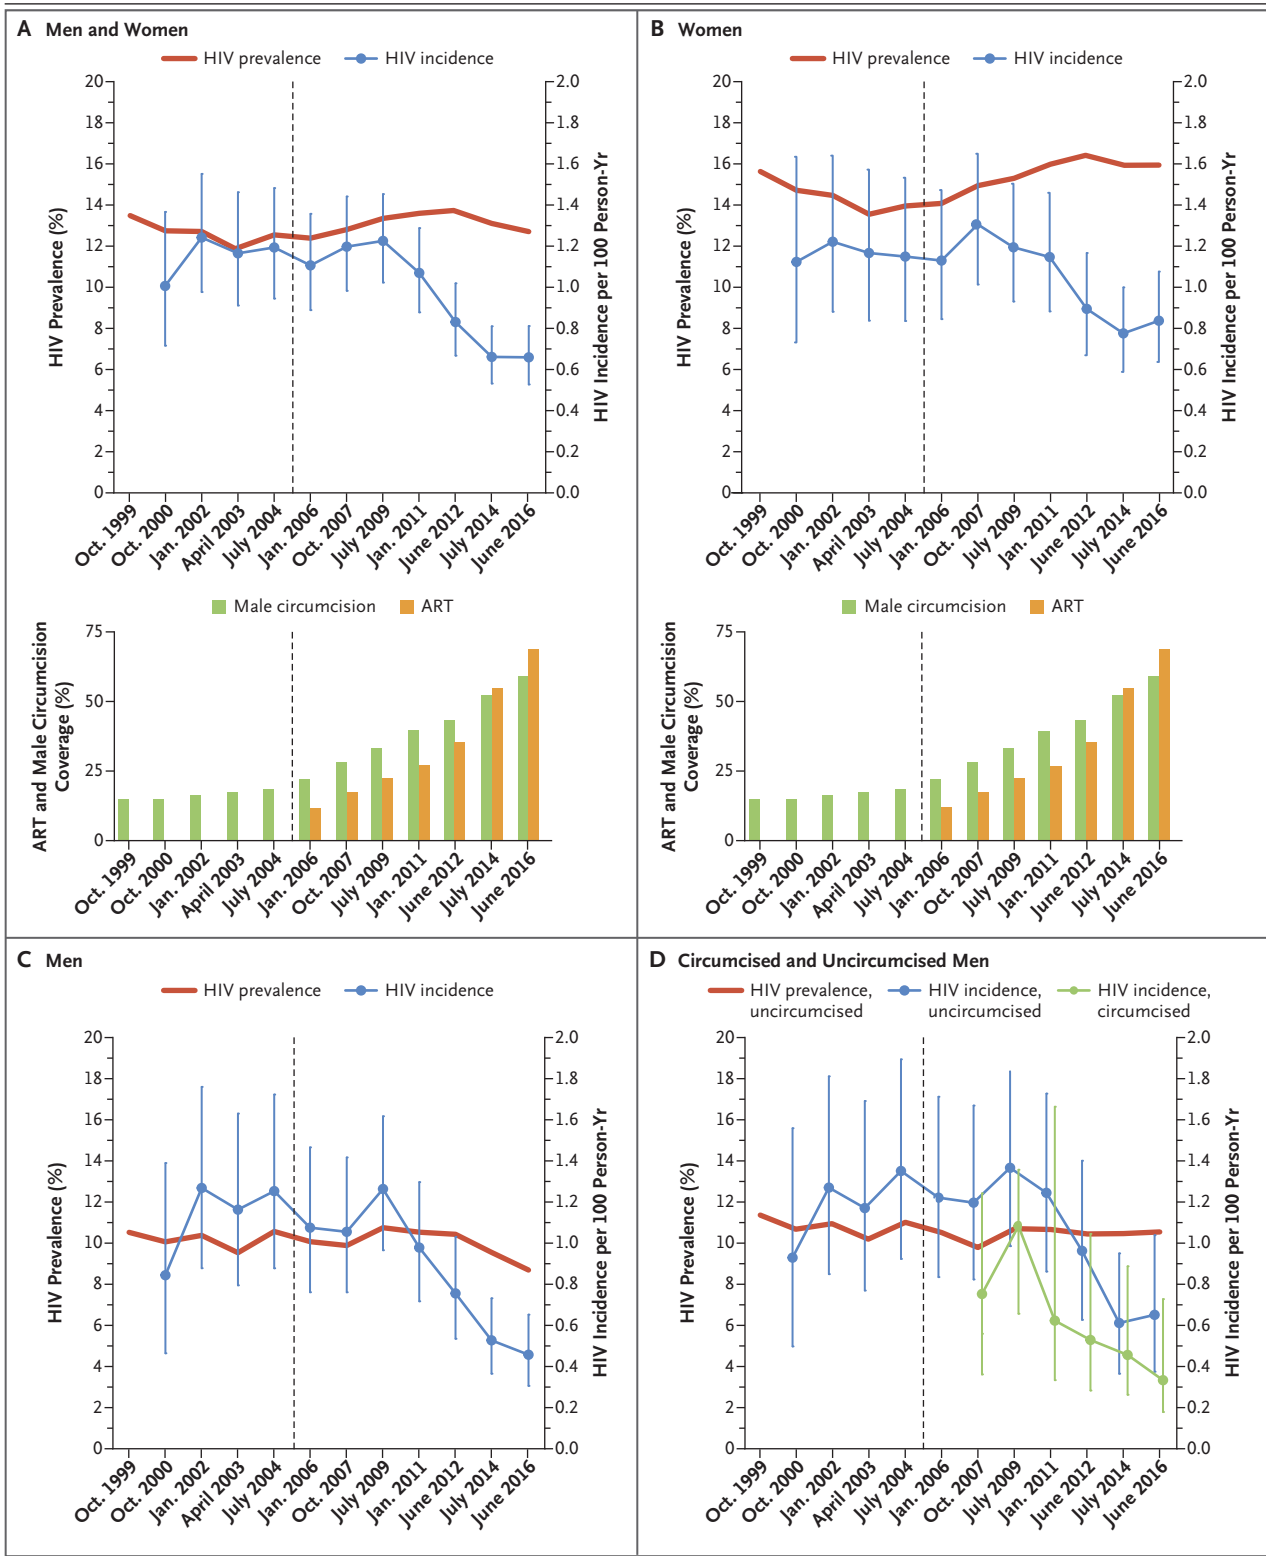 A Men and Women
HIV prevalence
HIV incidence
HIV Prevalence (%)
20
18
16
14
12
10
8
6
4
2
0
2.0
1.8
1.6
1.4
1.2
1.0
0.8
0.6
0.4
0.2
0.0
HIV Incidence per 100 Person-Yr
Oct. 1999
Oct. 2000
Jan. 2002
April 2003
July 2004
Jan. 2006
Oct. 2007
July 2009
Jan. 2011
June 2012
July 2014
June 2016
Male circumcision
ART
ART and Male Circumcision
Coverage (%)
75
50
25
0
Oct. 1999
Oct. 2000
Jan. 2002
April 2003
July 2004
Jan. 2006
Oct. 2007
July 2009
Jan. 2011
June 2012
July 2014
June 2016
B Women
HIV prevalence
HIV incidence
HIV Prevalence (%)
20
18
16
14
12
10
8
6
4
2
0
2.0
1.8
1.6
1.4
1.2
1.0
0.8
0.6
0.4
0.2
0.0
HIV Incidence per 100 Person-Yr
Oct. 1999
Oct. 2000
Jan. 2002
April 2003
July 2004
Jan. 2006
Oct. 2007
July 2009
Jan. 2011
June 2012
July 2014
June 2016
Male circumcision
ART
ART and Male Circumcision
Coverage (%)
75
50
25
0
Oct. 1999
Oct. 2000
Jan. 2002
April 2003
July 2004
Jan. 2006
Oct. 2007
July 2009
Jan. 2011
June 2012
July 2014
June 2016
C Men
HIV prevalence
HIV incidence
HIV Prevalence (%)
20
18
16
14
12
10
8
6
4
2
0
2.0
1.8
1.6
1.4
1.2
1.0
0.8
0.6
0.4
0.2
0.0
HIV Incidence per 100 Person-Yr
Oct. 1999
Oct. 2000
Jan. 2002
April 2003
July 2004
Jan. 2006
Oct. 2007
July 2009
Jan. 2011
June 2012
July 2014
June 2016
D Circumcised and Uncircumcised Men
HIV prevalence,
uncircumcised
HIV incidence,
uncircumcised
HIV incidence,
circumcised
HIV Prevalence (%)
20
18
16
14
12
10
8
6
4
2
0
2.0
1.8
1.6
1.4
1.2
1.0
0.8
0.6
0.4
0.2
0.0
HIV Incidence per 100 Person-Yr
Oct. 1999
Oct. 2000
Jan. 2002
April 2003
July 2004
Jan. 2006
Oct. 2007
July 2009
Jan. 2011
June 2012
July 2014
June 2016